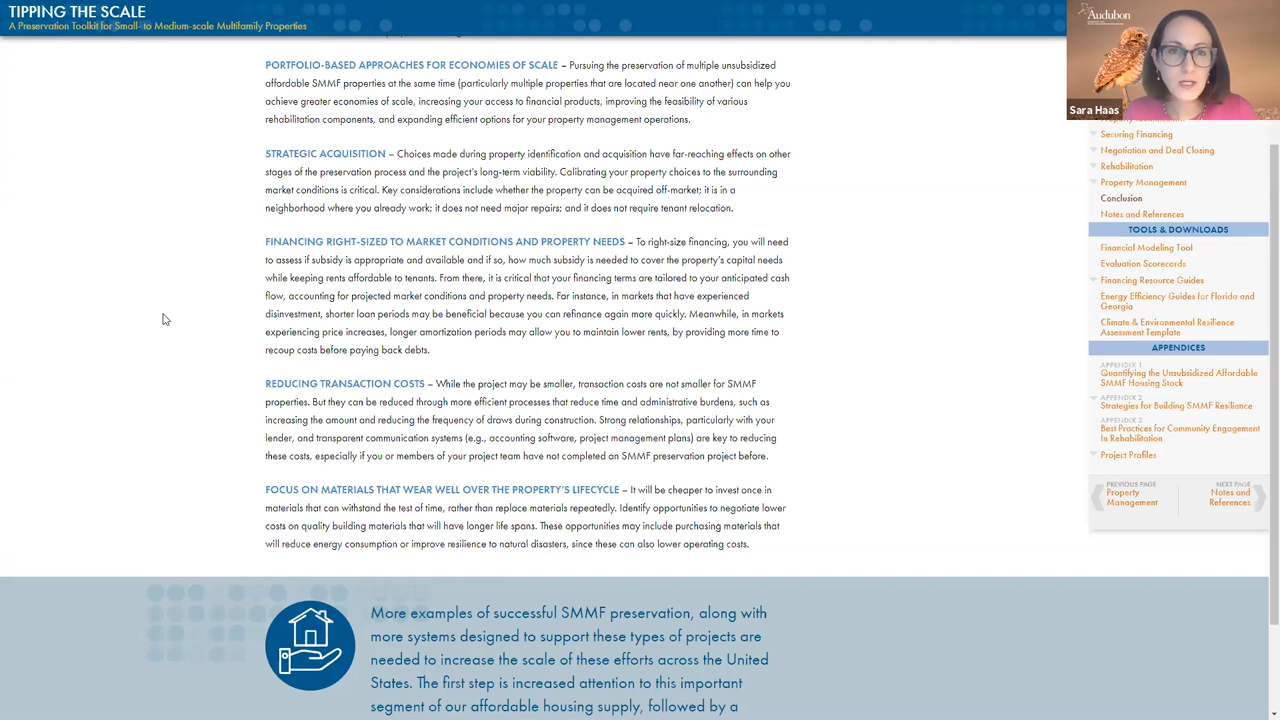 TIPPING THE SCALE
A Preservation Toolkit for Small- to Medium-scale Multifamily Properties
PORTFOLIO-BASED APPROACHES FOR ECONOMIES OF SCALE – Pursuing the preservation of multiple unsubsidized
affordable SMMF properties at the same time (particularly multiple properties that are located near one another) can help you
achieve greater economies of scale, increasing your access to financial products, improving the feasibility of various
rehabilitation components, expanding efficient options for your property management operations.
STRATEGIC ACQUISITION – Choices made during property identification and acquisition have far-reaching effects on other
stages of the preservation process and the project's long-term viability. Calibrating your property choices to the surrounding
market conditions is critical. Key considerations include whether the property can be acquired off-market; it is in a
neighborhood where you already work; it does not need major repairs; and it does not require tenant relocation.
FINANCING RIGHT-SIZED TO MARKET CONDITIONS AND PROPERTY NEEDS – To right-size financing, you will need
to assess if subsidy is appropriate and available and if so, how much subsidy is needed to cover the property's capital needs
while keeping rents affordable to tenants. From there, it is critical that your financing terms are tailored to your anticipated cash
flow, accounting for projected market conditions and property needs. For instance, in markets that have experienced
disinvestment, shorter loan periods may be beneficial because you can refinance again more quickly. Meanwhile, in markets
experiencing price increases, longer amortization periods may allow you to maintain lower rents, by providing more time to
recoup costs before paying back debts.
REDUCING TRANSACTION COSTS – While the project may be smaller, transaction costs are not smaller for SMMF
properties. But they can be reduced through more efficient processes that reduce time and administrative burdens, such as
increasing the amount and reducing the frequency of draws during construction. Strong relationships, particularly with your
lender, and transparent communication systems (e.g., accounting software, project management plans) are key to reducing
these costs, especially if you or members of your project team have not completed an SMMF preservation project before.
FOCUS ON MATERIALS THAT WEAR WELL OVER THE PROPERTY'S LIFECYCLE – It will be cheaper to invest once in
materials that can withstand the test of time, rather than replace materials repeatedly. Identify opportunities to negotiate lower
costs on quality building materials that will have longer life spans. These opportunities may include purchasing materials that
will reduce energy consumption or improve resilience to natural disasters, since these can also lower operating costs.
More examples of successful SMMF preservation, along with
more systems designed to support these types of projects are
needed to increase the scale of these efforts across the United
States. The first step is increased attention to this important
segment of our affordable housing supply, followed by a
Audubon
Sara Haas
Securing Financing
Negotiation and Deal Closing
Rehabilitation
Property Management
Conclusion
Notes and References
TOOLS & DOWNLOADS
Financial Modeling Tool
Evaluation Scorecards
Financing Resource Guides
Energy Efficiency Guides for Florida and
Georgia
Climate & Environmental Resilience
Assessment Template
APPENDICES
APPENDIX 1
Quantifying the Unsubsidized Affordable
SMMF Housing Stock
APPENDIX 2
Strategies for Building SMMF Resilience
APPENDIX 3
Best Practices for Community Engagement
In Rehabilitation
Project Profiles
PREVIOUS PAGE
Property
Management
NEXT PAGE
Notes and
References